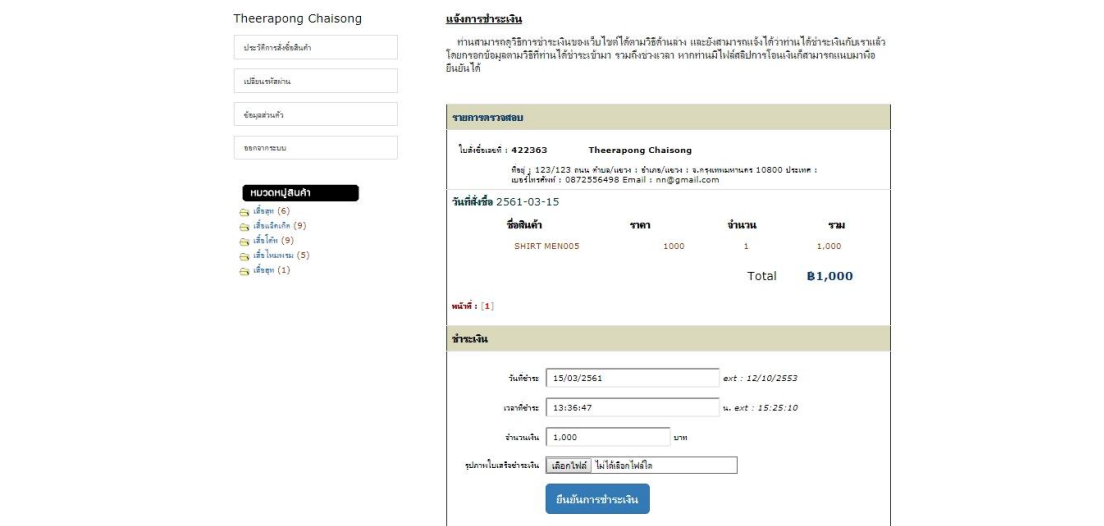 Theerapong Chaisong
ประวัติการสั่งซื้อสินค้า
เปลี่ยนรหัสผ่าน
ข้อมูลส่วนตัว
ออกจากระบบ
หมวดหมู่สินค้า
เสื้อสูท (6)
เสื้อแจ็คเก็ต (9)
เสื้อโค้ท (9)
เสื้อไหมพรม (5)
เสื้อสูท (1)
แจ้งการชำระเงิน
ท่านสามารถดูวิธีการชำระเงินของเว็บไซต์ได้ตามวิธีด้านล่าง และยังสามารถแจ้งได้ว่าท่านได้ชำระเงินกับเราแล้ว
โดยกรอกข้อมูลตามวิธีที่ท่านได้ชำระเข้ามา รวมถึงช่วงเวลา หากท่านมีไฟล์สลิปการโอนเงินก็สามารถแนบมาเพื่อ
ยืนยันได้
รายการตรวจสอบ
ใบสั่งซื้อเลขที่ : 422363 Theerapong Chaisong
ที่อยู่ : 123/123 ถนน ตำบล/แขวง : อำเภอ/แขวง : จ.กรุงเทพมหานคร 10800 ประเทศ :
เบอร์โทรศัพท์ : 0872556498 Email : nn@gmail.com
วันที่สั่งซื้อ 2561-03-15
ชื่อสินค้า ราคา จำนวน รวม
SHIRT MEN005 1000 1 1,000
Total ฿1,000
หน้าที่ : [1]
ชำระเงิน
วันที่ชำระ 15/03/2561 ext : 12/10/2553
เวลาที่ชำระ 13:36:47 น. ext : 15:25:10
จำนวนเงิน 1,000 บาท
รูปภาพใบเสร็จชำระเงิน เลือกไฟล์ ไม่ได้เลือกไฟล์ใด
ยืนยันการชำระเงิน